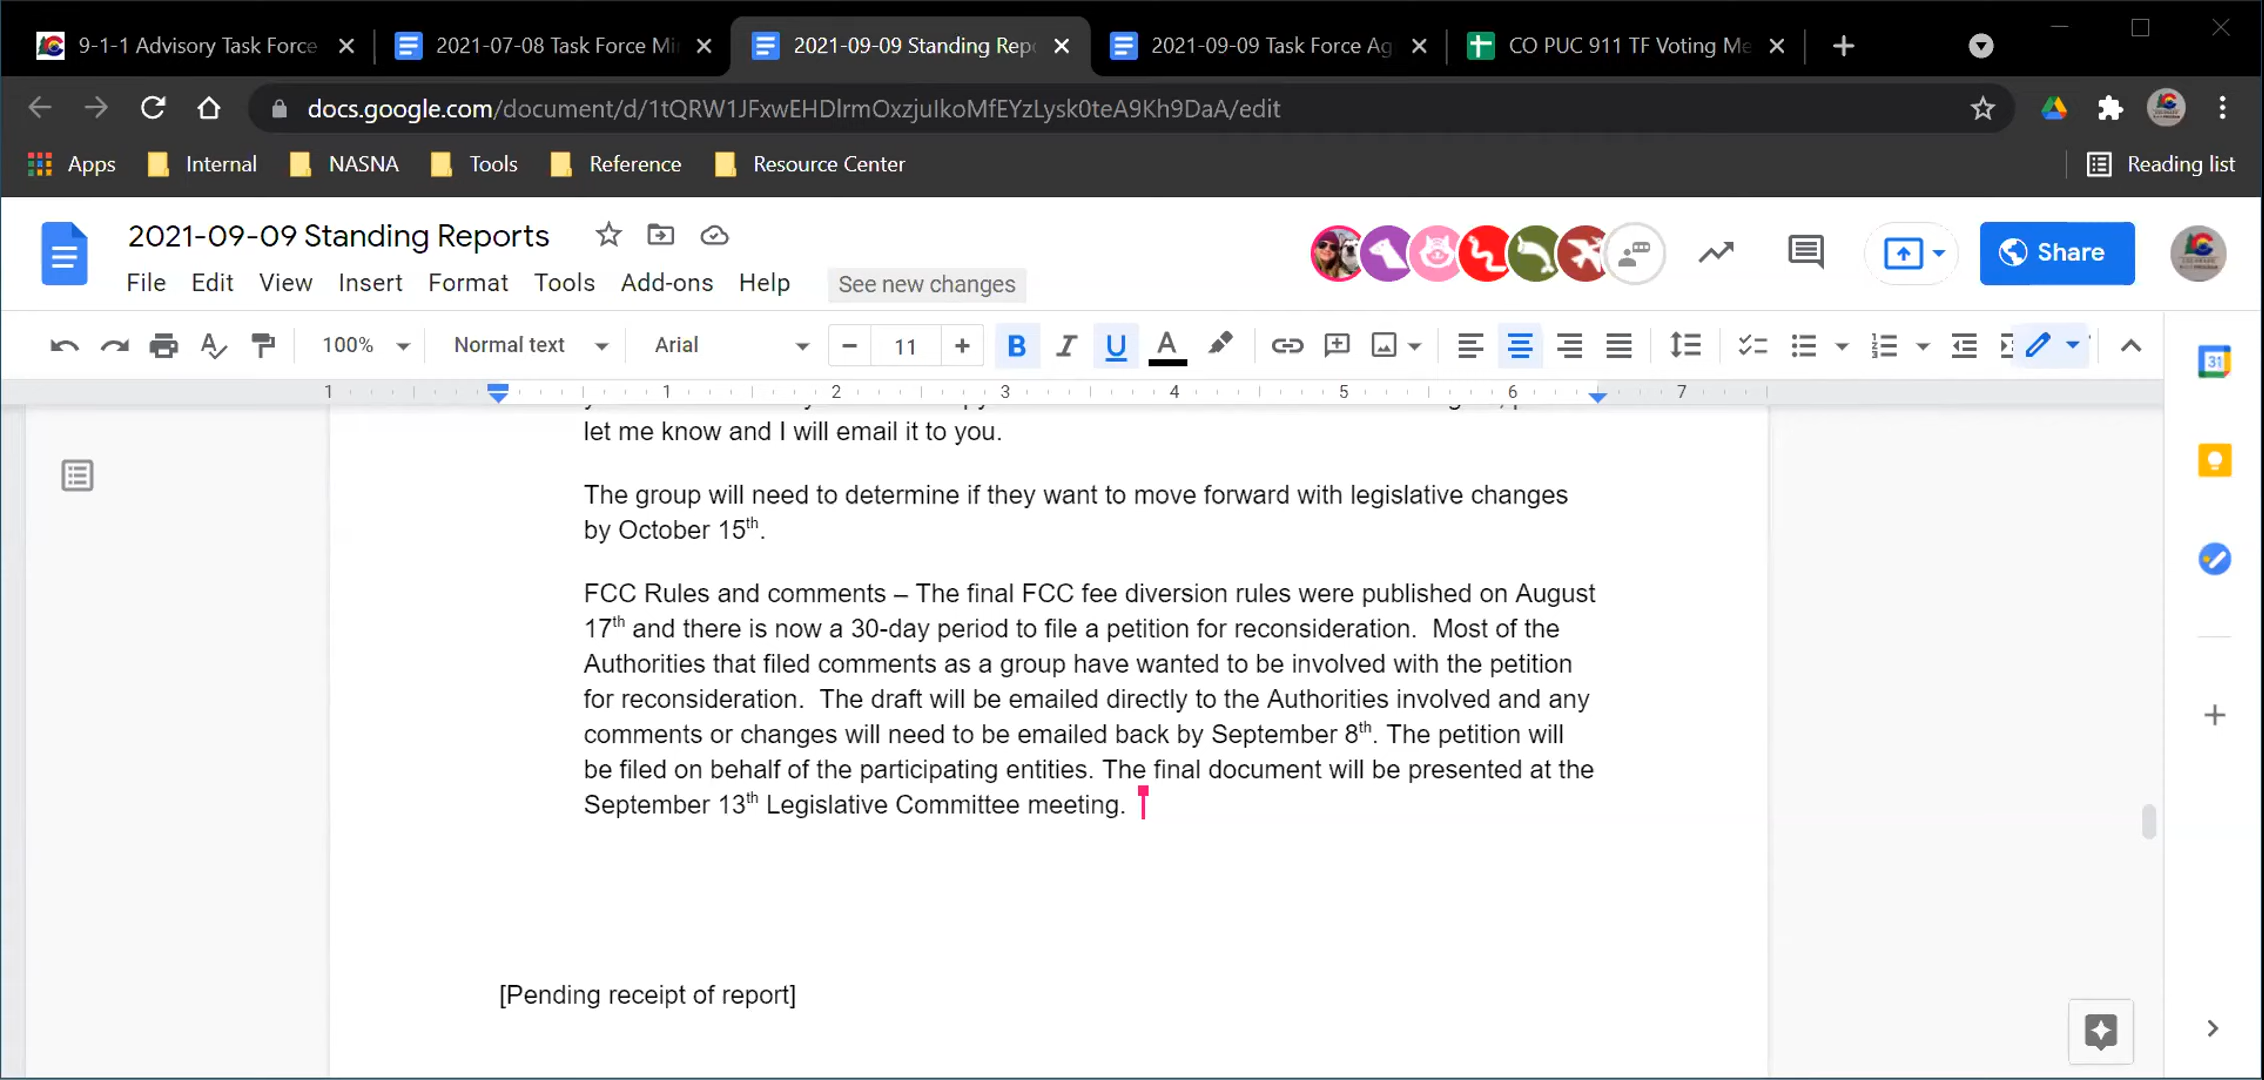 9-1-1 Advisory Task Force
2021-07-08 Task Force Mi
2021-09-09 Standing Rep
2021-09-09 Task Force Ag
CO PUC 911 TF Voting Me
docs.google.com/document/d/1tQRW1JFxwEHDlrmOxzjuIkoMfEYzLysk0teA9Kh9DaA/edit
Apps
Internal
NASNA
Tools
Reference
Resource Center
Reading list
2021-09-09 Standing Reports
Share
File Edit View Insert Format Tools Add-ons Help
See new changes
100%
Normal text
Arial
11
B I U A
31
1 1 2 3 4 5 6 7
let me know and I will email it to you.
The group will need to determine if they want to move forward with legislative changes
by October 15th.
FCC Rules and comments – The final FCC fee diversion rules were published on August
17th and there is now a 30-day period to file a petition for reconsideration.  Most of the
Authorities that filed comments as a group have wanted to be involved with the petition
for reconsideration.  The draft will be emailed directly to the Authorities involved and any
comments or changes will need to be emailed back by September 8th. The petition will
be filed on behalf of the participating entities. The final document will be presented at the
September 13th Legislative Committee meeting.
[Pending receipt of report]